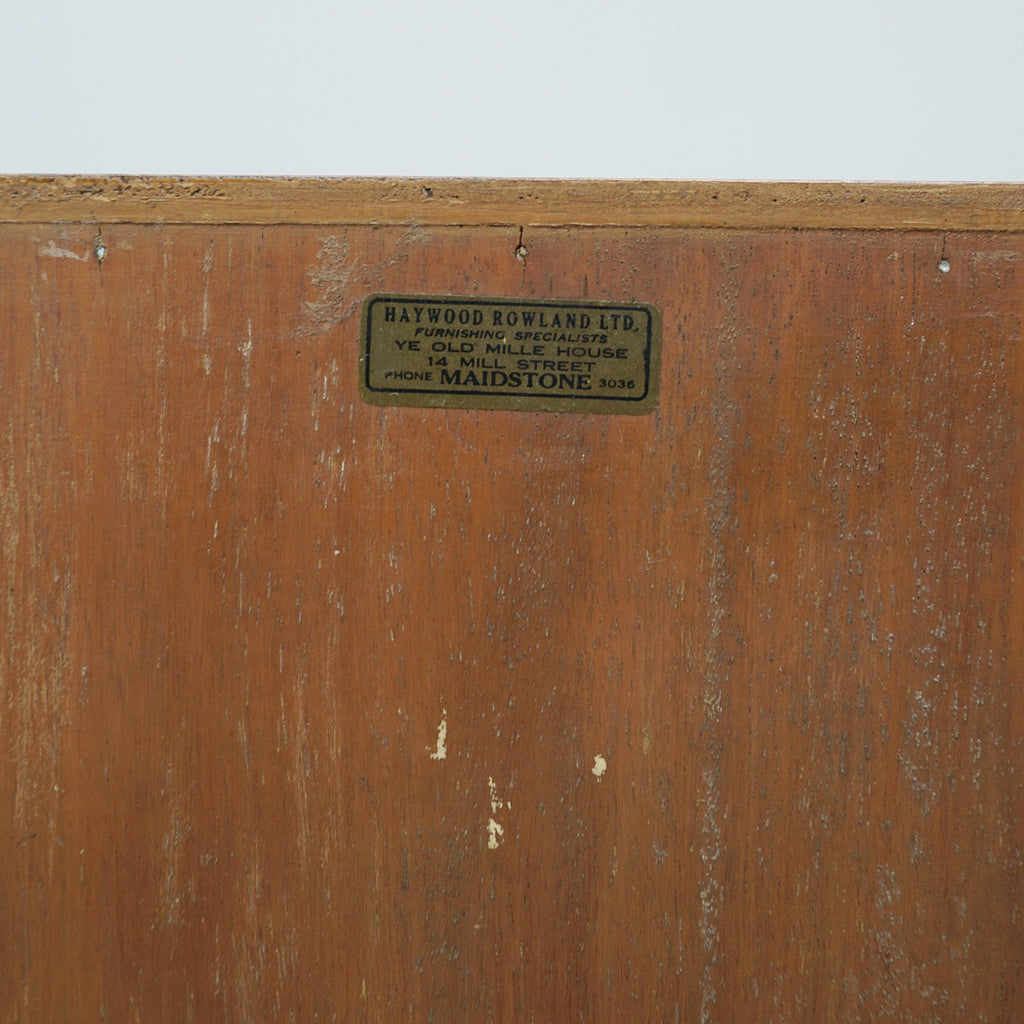 HAYWOOD ROWLAND LTD.
FURNISHING SPECIALISTS
YE OLD MILLE HOUSE
14 MILL STREET
PHONE MAIDSTONE 3036